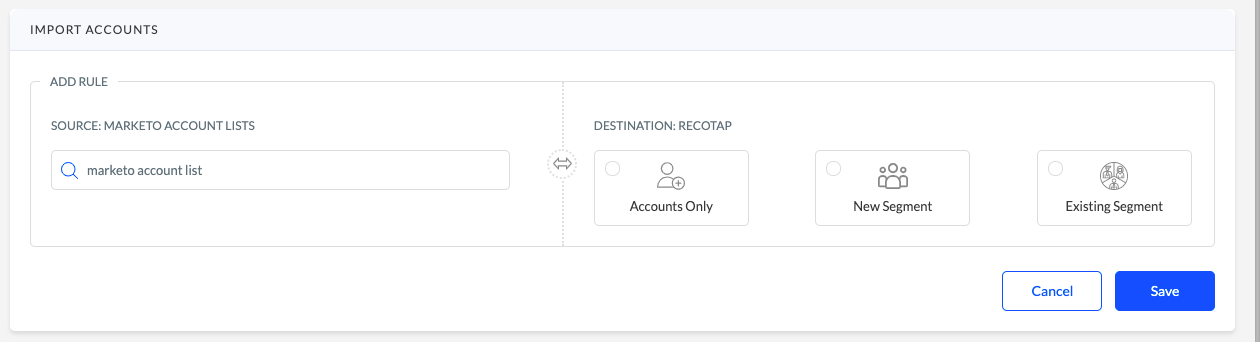 IMPORT ACCOUNTS
ADD RULE
SOURCE: MARKETO ACCOUNT LISTS
marketo account list
DESTINATION: RECOTAP
Accounts Only
New Segment
Existing Segment
Cancel
Save